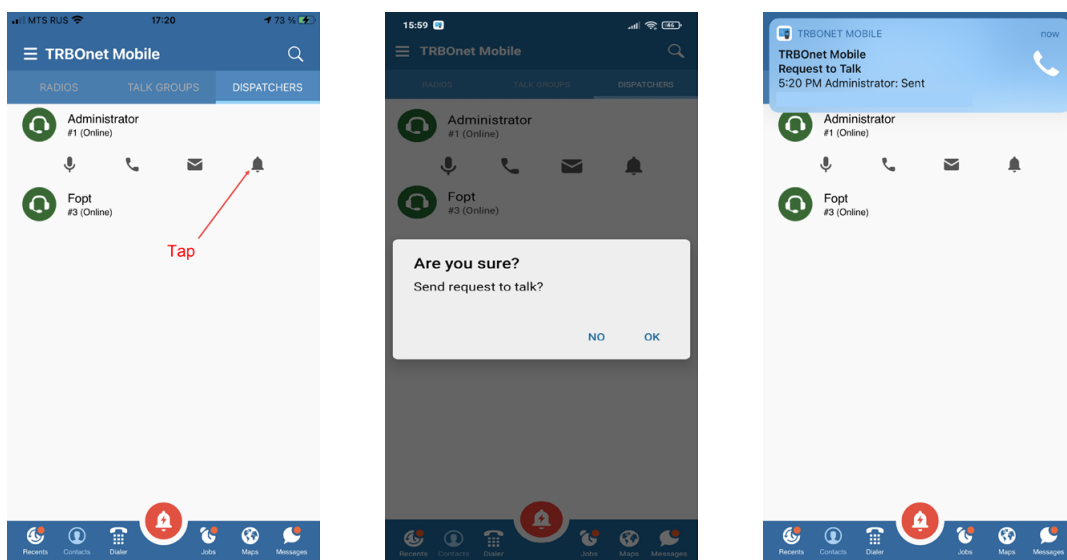 MTS RUS 17:20 73 %
TRBOnet Mobile
RADIOS TALK GROUPS DISPATCHERS
Administrator
#1 (Online)
Fopt
#3 (Online)
Tap
Recents Contacts Dialer Jobs Maps Messages
15:59 46
TRBOnet Mobile
RADIOS TALK GROUPS DISPATCHERS
Administrator
#1 (Online)
Fopt
#3 (Online)
Are you sure?
Send request to talk?
NO OK
Recents Contacts Dialer Jobs Maps Messages
TRBONET MOBILE now
TRBOnet Mobile
Request to Talk
5:20 PM Administrator: Sent
Administrator
#1 (Online)
Fopt
#3 (Online)
Recents Contacts Dialer Jobs Maps Messages